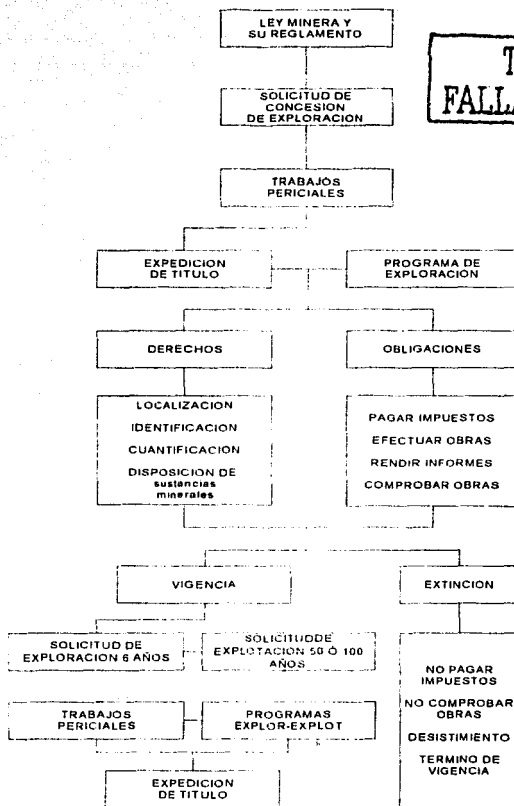 LEY MINERA Y
SU REGLAMENTO
T
FALLA
SOLICITUD DE
CONCESION
DE EXPLORACION
TRABAJOS
PERICIALES
EXPEDICION
DE TITULO
PROGRAMA DE
EXPLORACION
DERECHOS
OBLIGACIONES
LOCALIZACION
IDENTIFICACION
CUANTIFICACION
DISPOSICION DE
sustancias
minerales
PAGAR IMPUESTOS
EFECTUAR OBRAS
RENDIR INFORMES
COMPROBAR OBRAS
VIGENCIA
EXTINCION
SOLICITUD DE
EXPLORACION 6 AÑOS
SOLICITUDDE
EXPLOTACION 50 Ó 100
AÑOS
NO PAGAR
IMPUESTOS
NO COMPROBAR
OBRAS
DESISTIMIENTO
TERMINO DE
VIGENCIA
TRABAJOS
PERICIALES
PROGRAMAS
EXPLOR-EXPLOT
EXPEDICION
DE TITULO